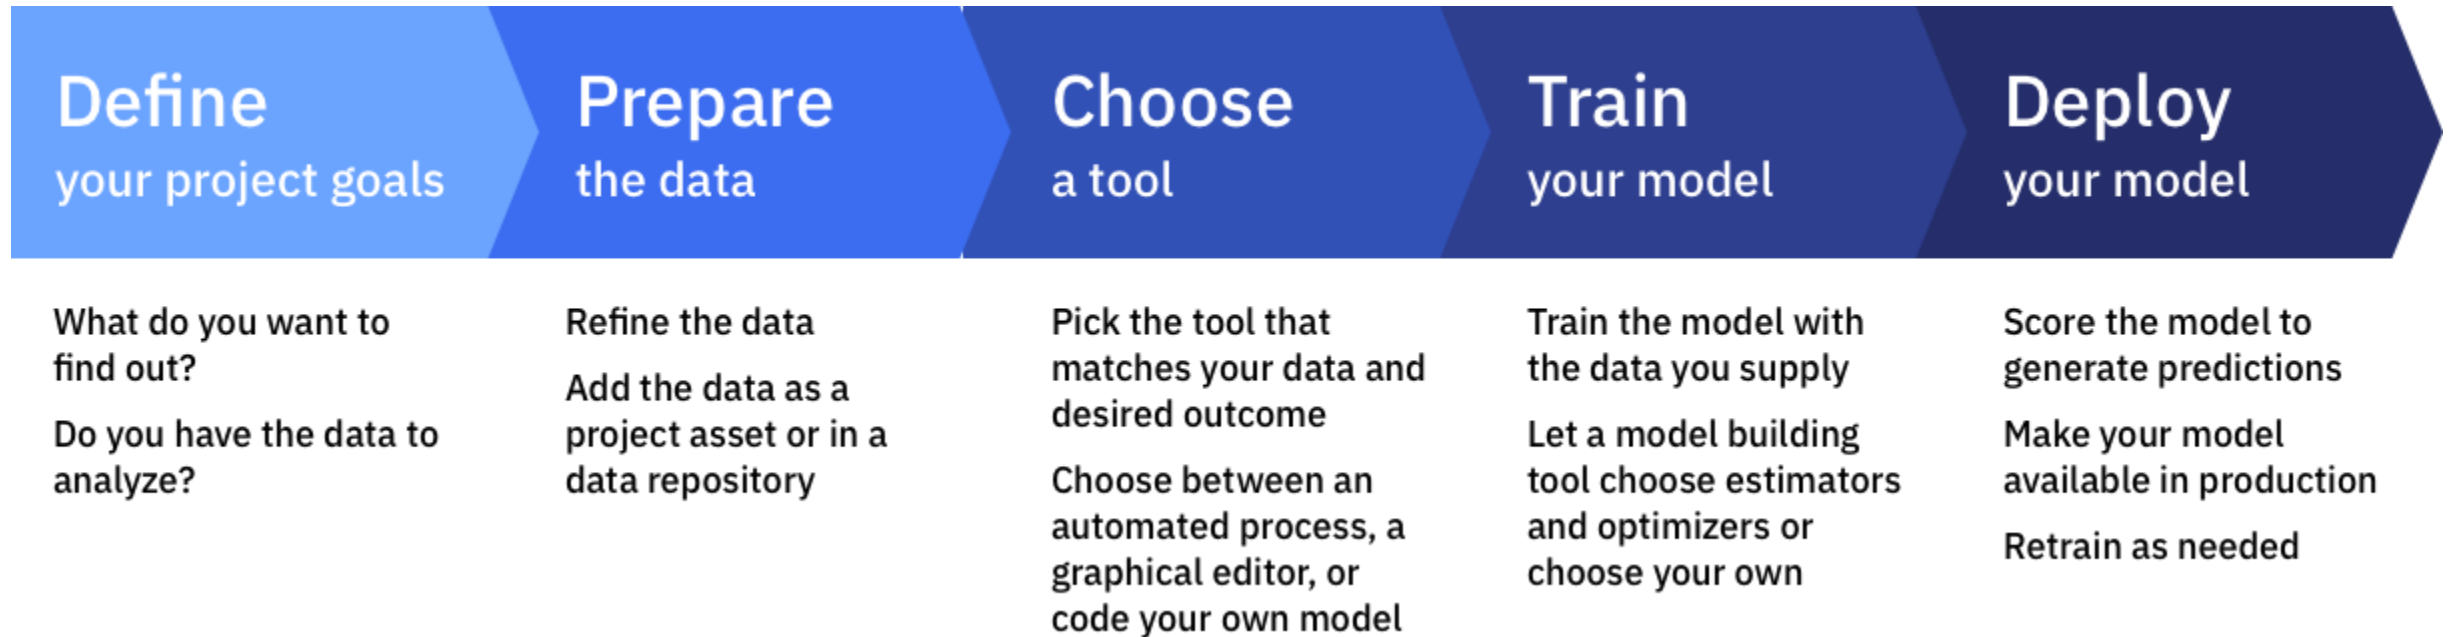 Define
your project goals
What do you want to
find out?
Do you have the data to
analyze?
Prepare
the data
Refine the data
Add the data as a
project asset or in a
data repository
Choose
a tool
Pick the tool that
matches your data and
desired outcome
Choose between an
automated process, a
graphical editor, or
code your own model
Train
your model
Train the model with
the data you supply
Let a model building
tool choose estimators
and optimizers or
choose your own
Deploy
your model
Score the model to
generate predictions
Make your model
available in production
Retrain as needed